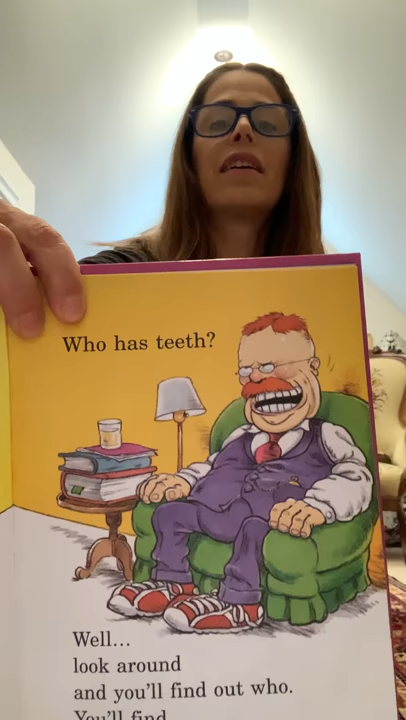 Who has teeth?
Well...
look around
and you'll find out who.
You'll find